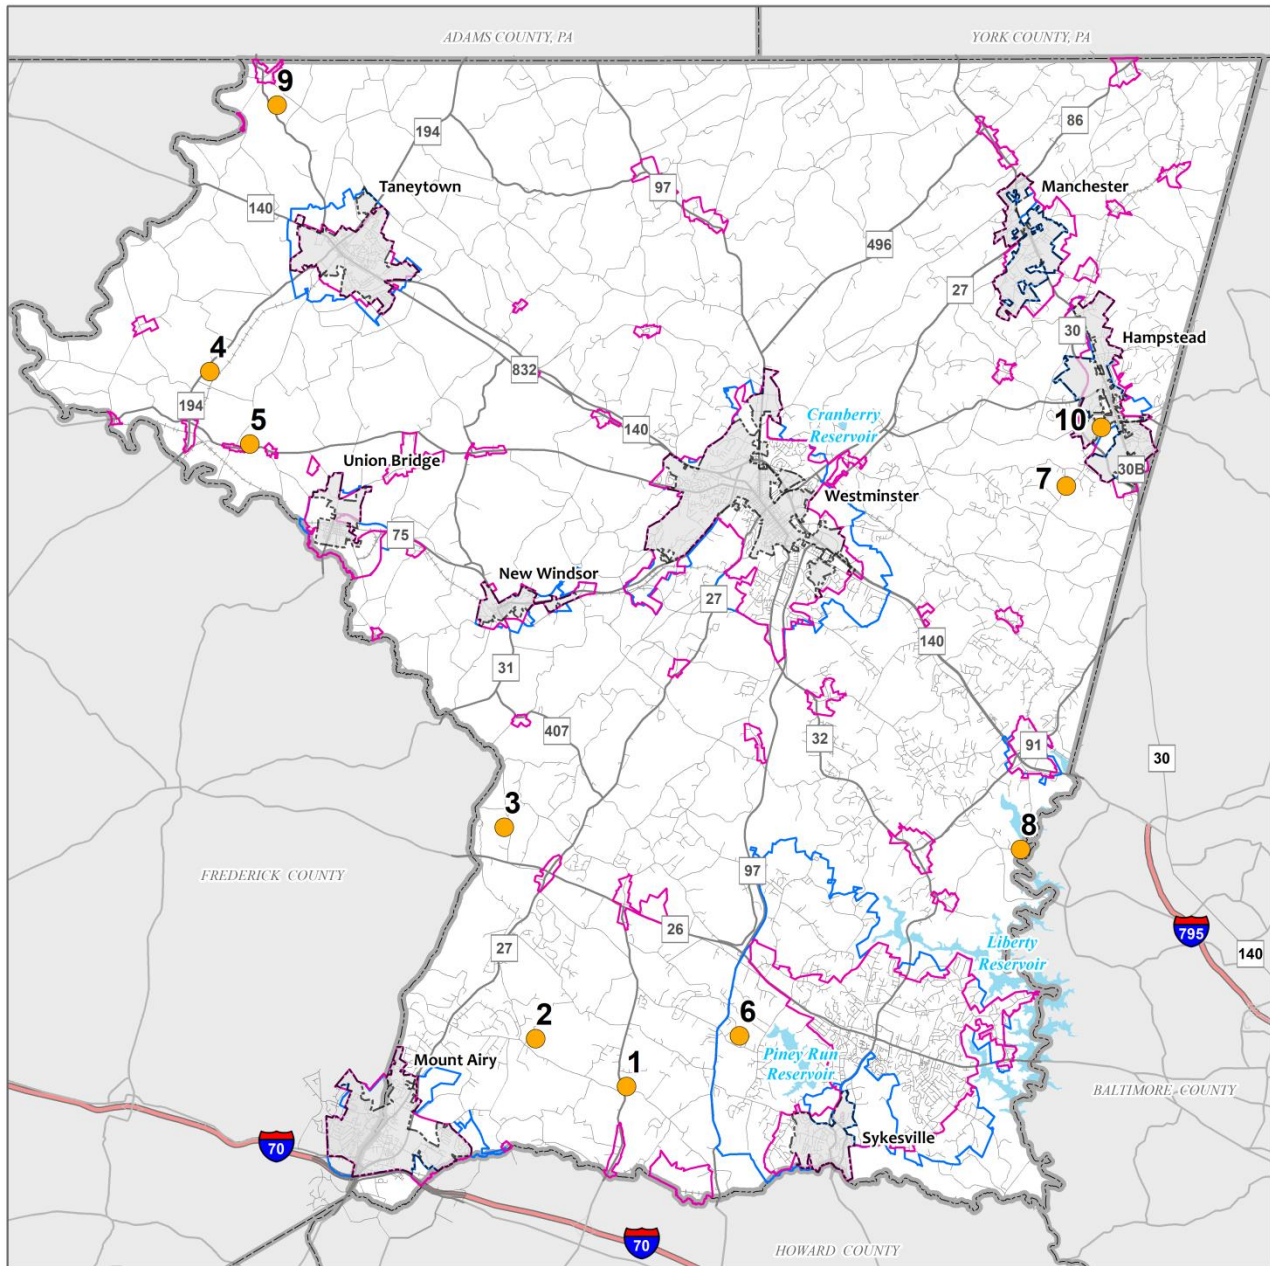 ADAMS COUNTY, PA
YORK COUNTY, PA
9
86
194
Taneytown
Manchester
97
140
496
27
30
Hampstead
4
832
194
Cranberry
Reservoir
5
140
10
Union Bridge
30B
7
Westminster
75
New Windsor
27
140
31
407
32
91
30
3
8
97
FREDERICK COUNTY
26
795
27
Liberty
Reservoir
140
2
6
Piney Run
Reservoir
Mount Airy
1
BALTIMORE COUNTY
Sykesville
70
70
HOWARD COUNTY